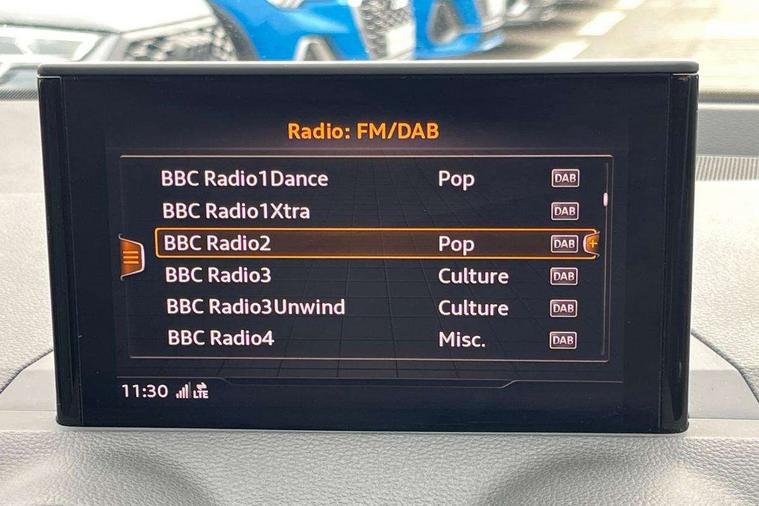 Radio: FM/DAB
BBC Radio1Dance Pop DAB
BBC Radio1Xtra DAB
BBC Radio2 Pop DAB +
BBC Radio3 Culture DAB
BBC Radio3Unwind Culture DAB
BBC Radio4 Misc. DAB
11:30 LTE